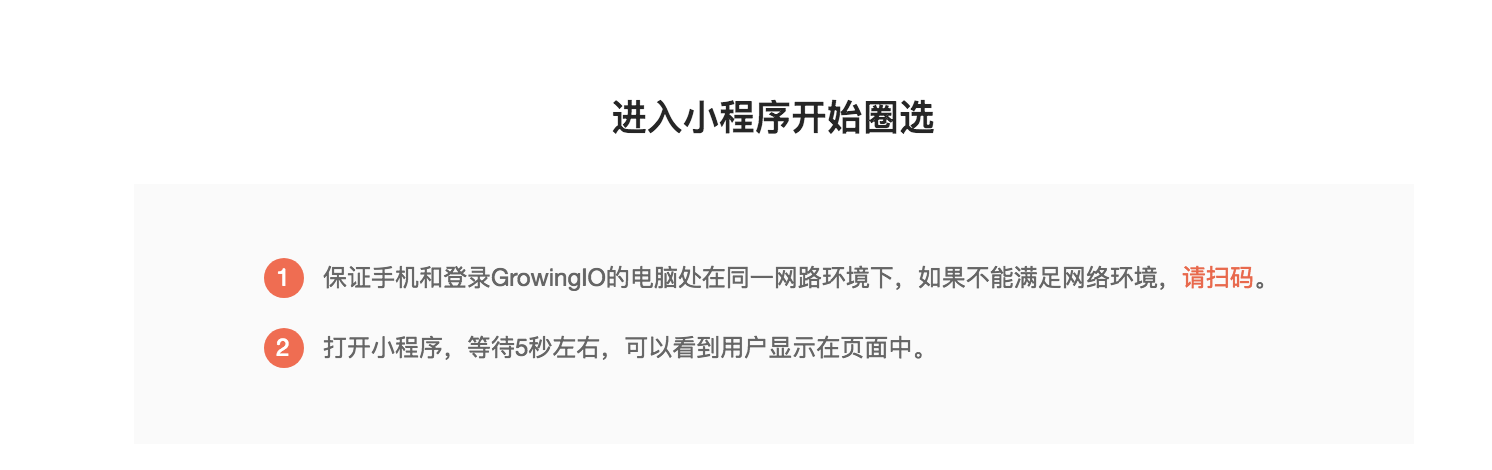 进入小程序开始圈选
1 保证手机和登录GrowingIO的电脑处在同一网路环境下，如果不能满足网络环境，请扫码。
2 打开小程序，等待5秒左右，可以看到用户显示在页面中。